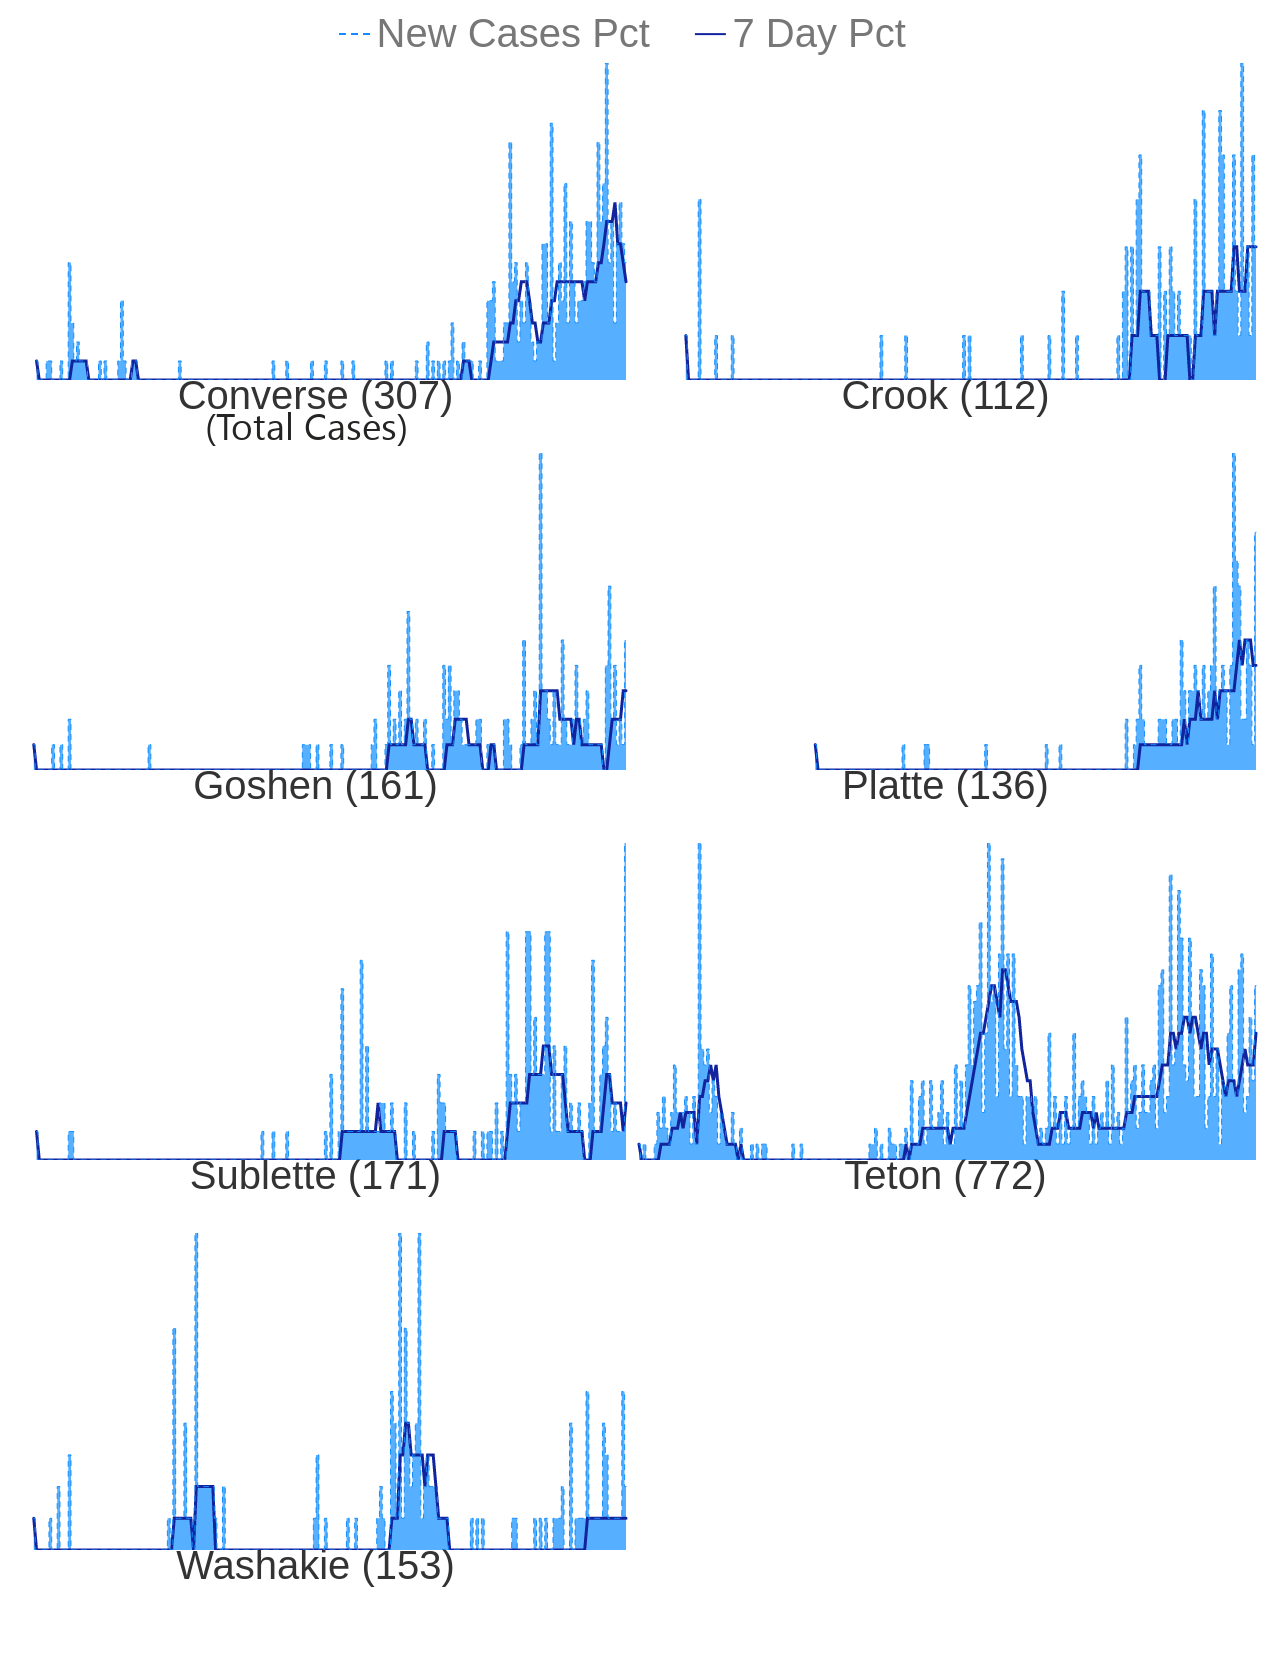 New Cases Pct 7 Day Pct
Converse (307)
(Total Cases)
Crook (112)
Goshen (161)
Platte (136)
Sublette (171)
Teton (772)
Washakie (153)